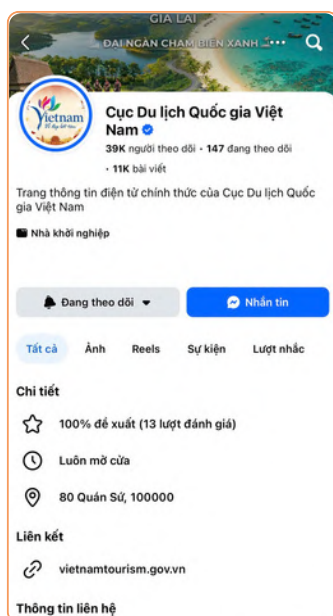 GIA LAI
ĐẠI NGÀN CHẠM BIỂN XANH
Vietnam
Cục Du lịch Quốc gia Việt
Nam
39K người theo dõi • 147 đang theo dõi
• 11K bài viết
Trang thông tin điện tử chính thức của Cục Du lịch Quốc
gia Việt Nam
Nhà khởi nghiệp
Đang theo dõi
Nhắn tin
Tất cả Ảnh Reels Sự kiện Lượt nhắc
Chi tiết
100% đề xuất (13 lượt đánh giá)
Luôn mở cửa
80 Quán Sứ, 100000
Liên kết
vietnamtourism.gov.vn
Thông tin liên hệ